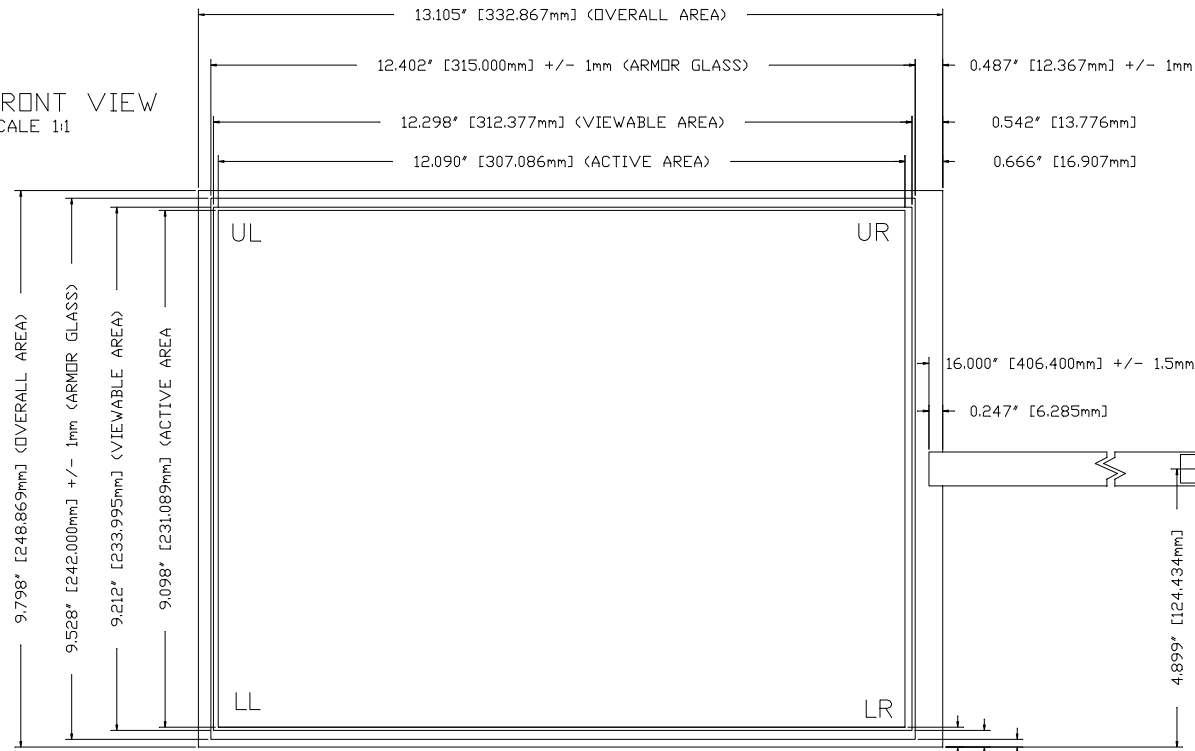 13.105" [332.867mm] (OVERALL AREA)
12.402" [315.000mm] +/- 1mm (ARMOR GLASS)
0.487" [12.367mm] +/- 1mm
RONT VIEW
CALE 1:1
12.298" [312.377mm] (VIEWABLE AREA)
0.542" [13.776mm]
12.090" [307.086mm] (ACTIVE AREA)
0.666" [16.907mm]
UL
UR
9.798" [248.869mm] (OVERALL AREA)
9.528" [242.000mm] +/- 1mm (ARMOR GLASS)
9.212" [233.995mm] (VIEWABLE AREA)
9.098" [231.089mm] (ACTIVE AREA
16.000" [406.400mm] +/- 1.5mm
0.247" [6.285mm]
4.899" [124.434mm]
LL
LR